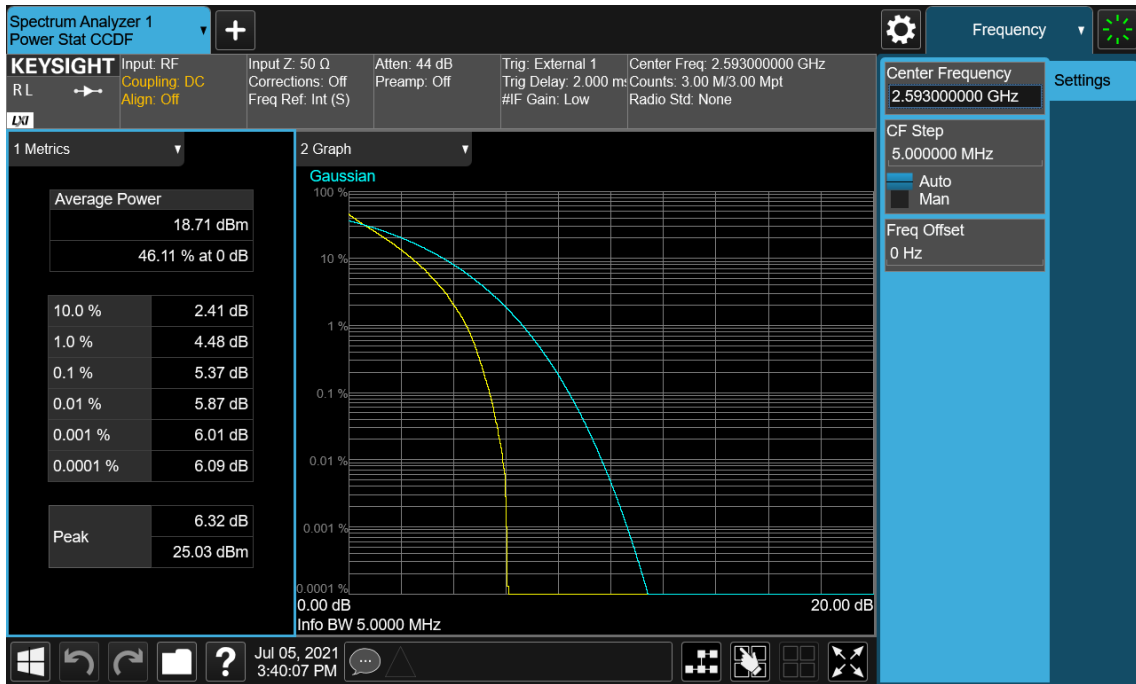 Spectrum Analyzer 1
Power Stat CCDF
Frequency
KEYSIGHT
RL
LXI
Input: RF
Coupling: DC
Align: Off
Input Z: 50 Ω
Corrections: Off
Freq Ref: Int (S)
Atten: 44 dB
Preamp: Off
Trig: External 1
Trig Delay: 2.000 ms
#IF Gain: Low
Center Freq: 2.593000000 GHz
Counts: 3.00 M/3.00 Mpt
Radio Std: None
Center Frequency
2.593000000 GHz
Settings
CF Step
5.000000 MHz
Auto
Man
Freq Offset
0 Hz
1 Metrics
Average Power
18.71 dBm
46.11 % at 0 dB
10.0 % 2.41 dB
1.0 % 4.48 dB
0.1 % 5.37 dB
0.01 % 5.87 dB
0.001 % 6.01 dB
0.0001 % 6.09 dB
Peak
6.32 dB
25.03 dBm
2 Graph
Gaussian
100 %
10 %
1 %
0.1 %
0.01 %
0.001 %
0.0001 %
0.00 dB 20.00 dB
Info BW 5.0000 MHz
?
Jul 05, 2021
3:40:07 PM